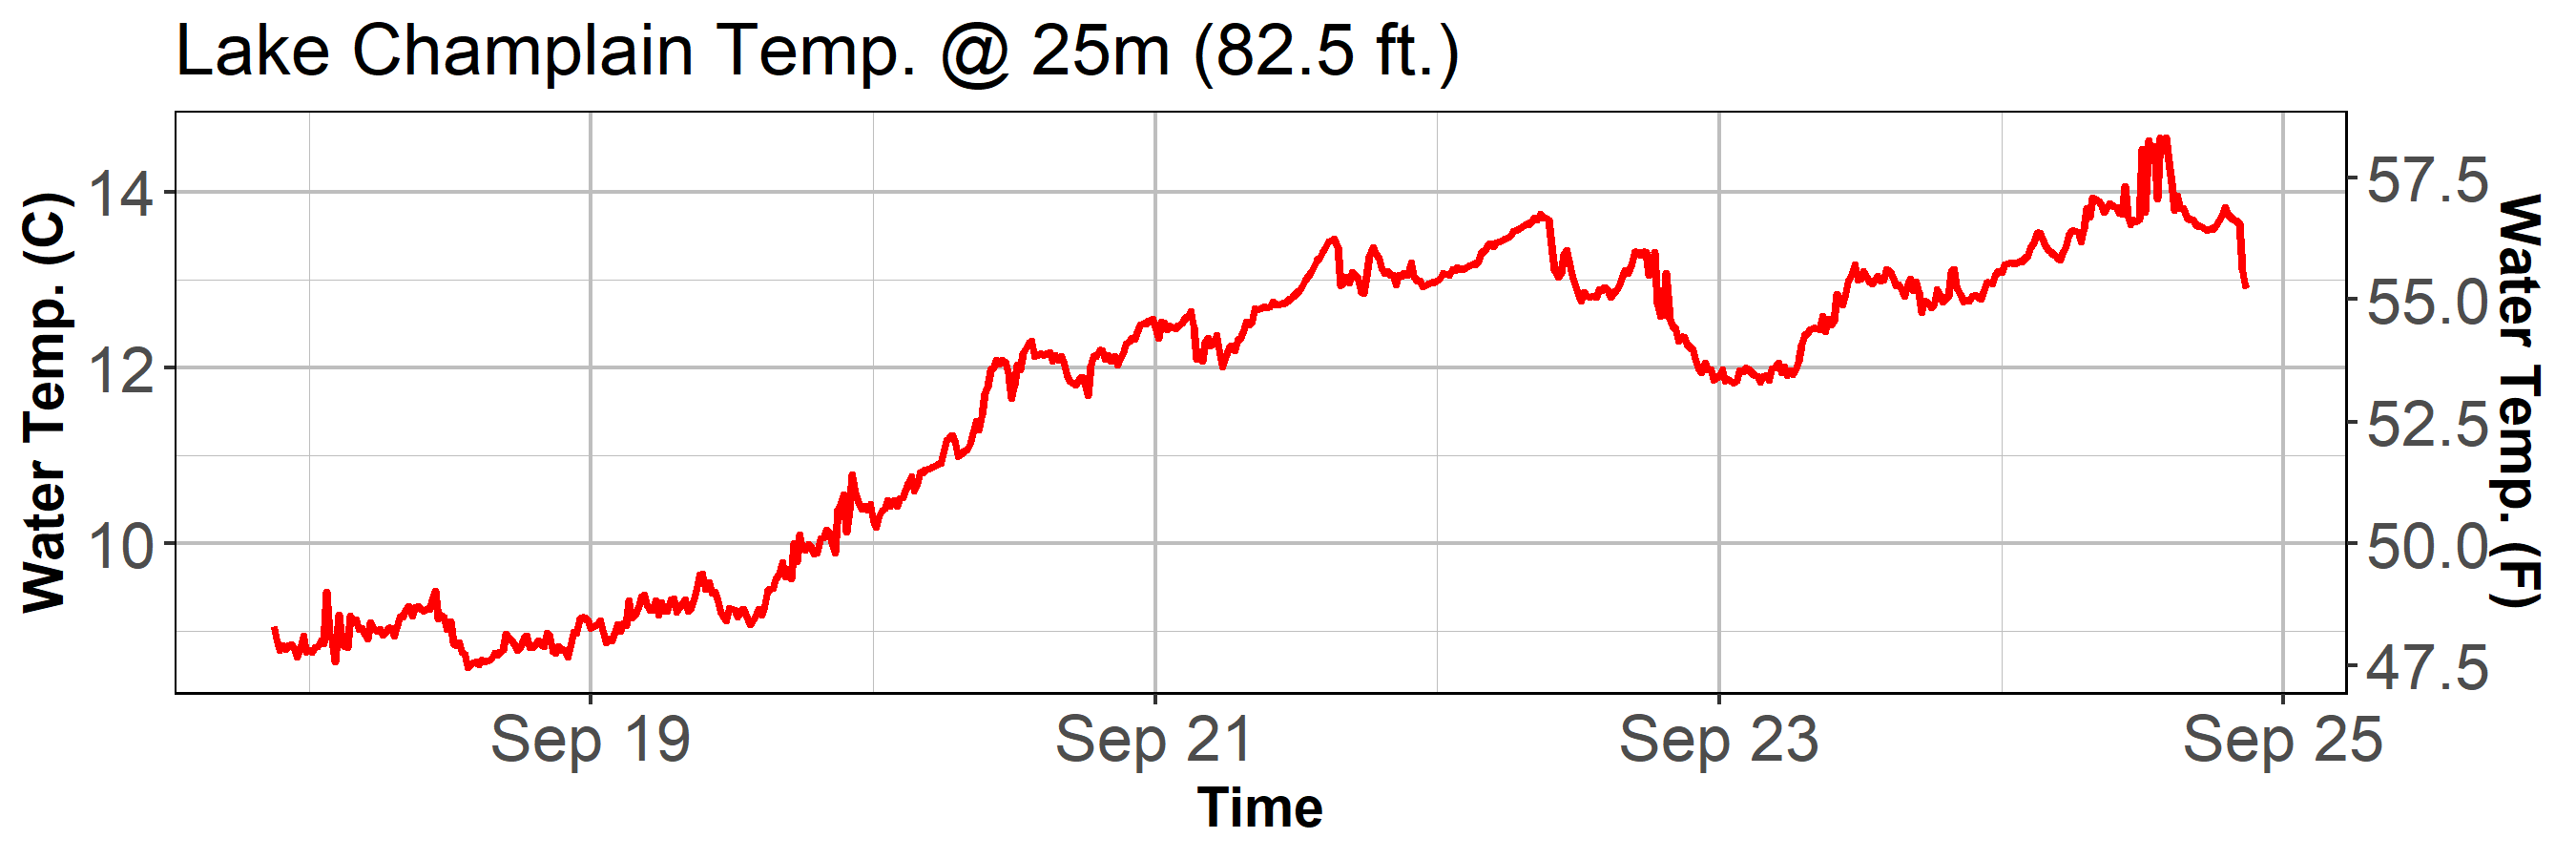 Lake Champlain Temp. @ 25m (82.5 ft.)
Water Temp. (C)
14
12
10
57.5
55.0
52.5
50.0
47.5
Water Temp. (F)
Sep 19
Sep 21
Sep 23
Sep 25
Time